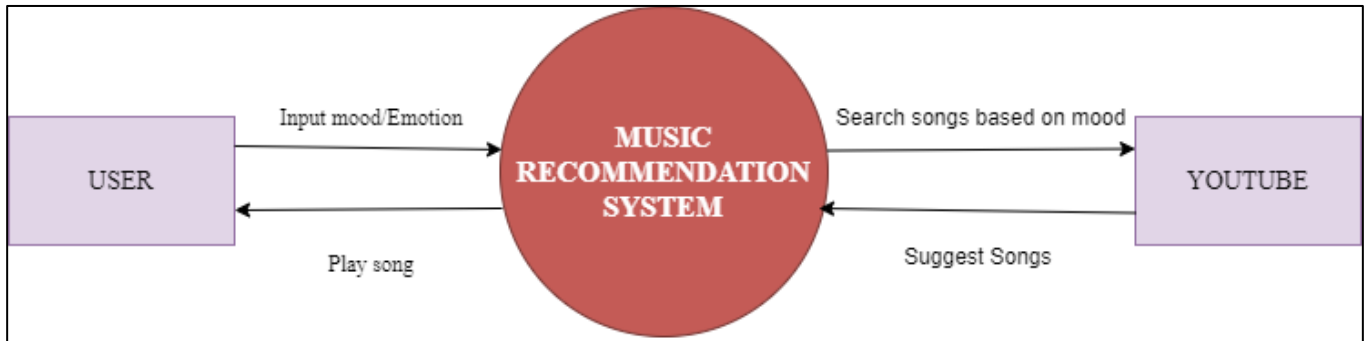 Input mood/Emotion
Search songs based on mood
USER
MUSIC
RECOMMENDATION
SYSTEM
YOUTUBE
Play song
Suggest Songs